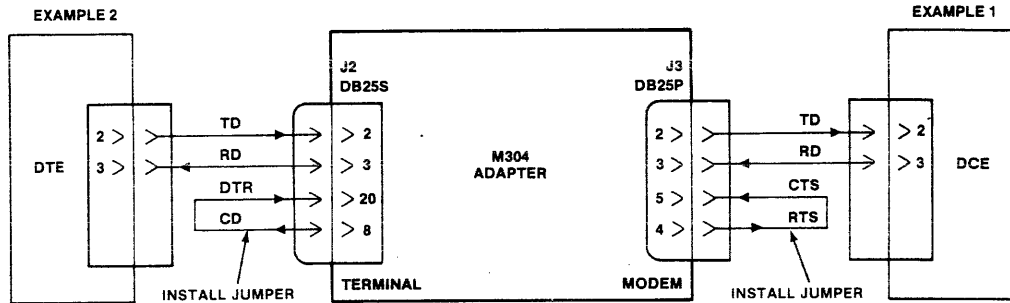 EXAMPLE 2
EXAMPLE 1
J2
DB25S
J3
DB25P
TD
2
2
2
TD
2
RD
3
3
3
RD
3
DTE
M304
ADAPTER
DCE
DTR
20
5
CTS
CD
8
4
RTS
TERMINAL
MODEM
INSTALL JUMPER
INSTALL JUMPER